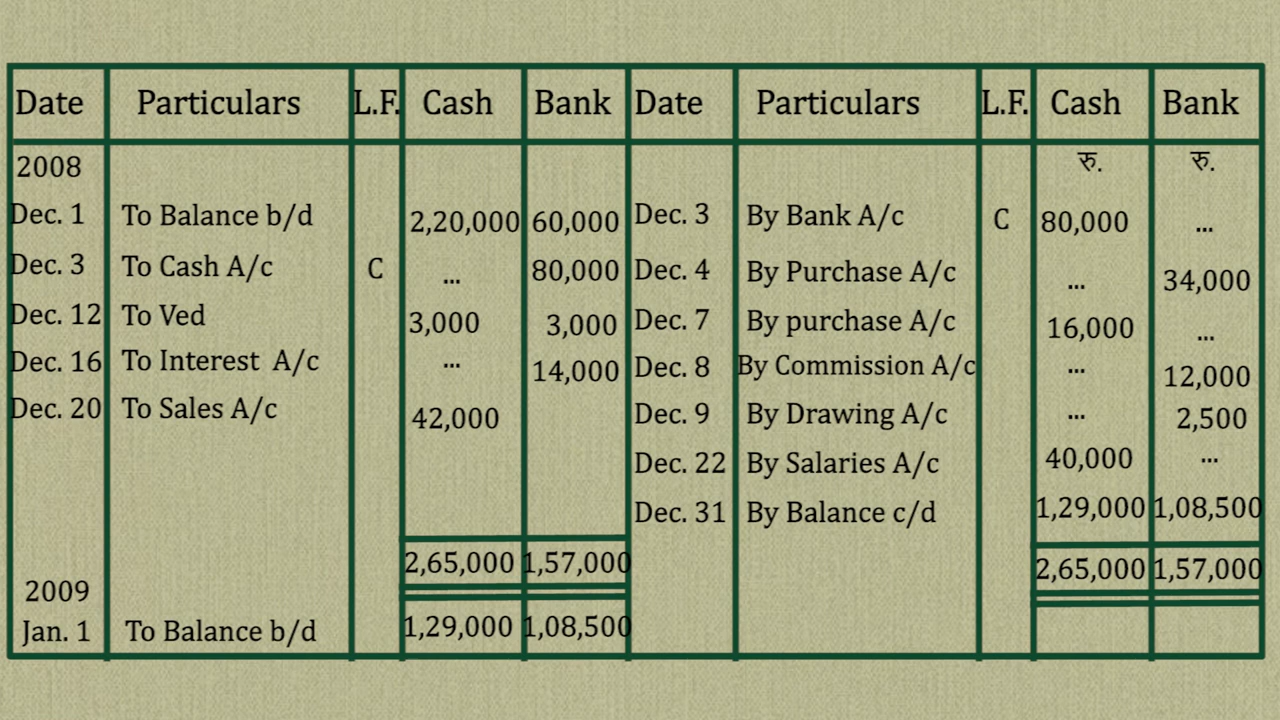 Date Particulars L.F. Cash Bank Date Particulars L.F. Cash Bank
2008 रु. रु.
Dec. 1 To Balance b/d 2,20,000 60,000 Dec. 3 By Bank A/c C 80,000 ...
Dec. 3 To Cash A/c C ... 80,000 Dec. 4 By Purchase A/c ... 34,000
Dec. 12 To Ved 3,000 3,000 Dec. 7 By purchase A/c 16,000 ...
Dec. 16 To Interest A/c ... 14,000 Dec. 8 By Commission A/c ... 12,000
Dec. 20 To Sales A/c 42,000 Dec. 9 By Drawing A/c ... 2,500
Dec. 22 By Salaries A/c 40,000 ...
Dec. 31 By Balance c/d 1,29,000 1,08,500
2,65,000 1,57,000 2,65,000 1,57,000
2009
Jan. 1 To Balance b/d 1,29,000 1,08,500